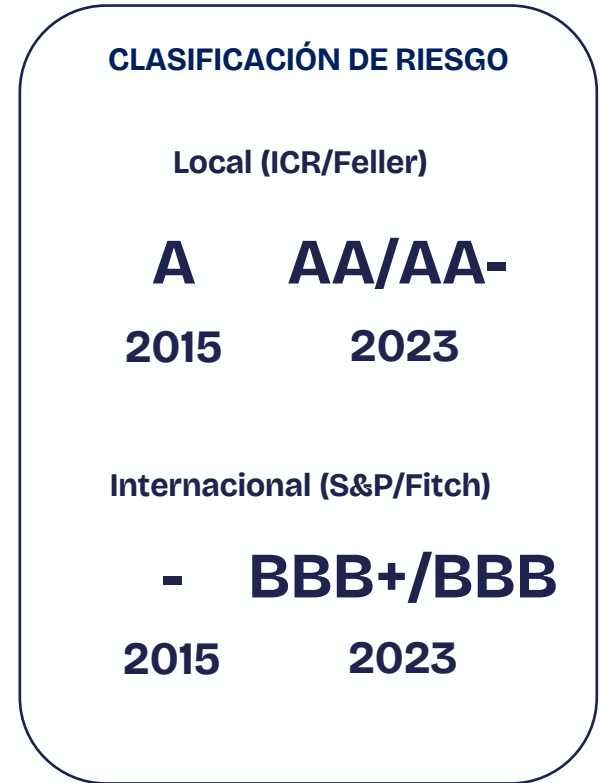 CLASIFICACIÓN DE RIESGO
Local (ICR/Feller)
A AA/AA-
2015 2023
Internacional (S&P/Fitch)
- BBB+/BBB
2015 2023